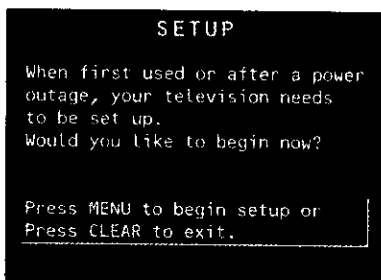 SETUP
When first used or after a power
outage, your television needs
to be set up.
Would you like to begin now?
Press MENU to begin setup or
Press CLEAR to exit.